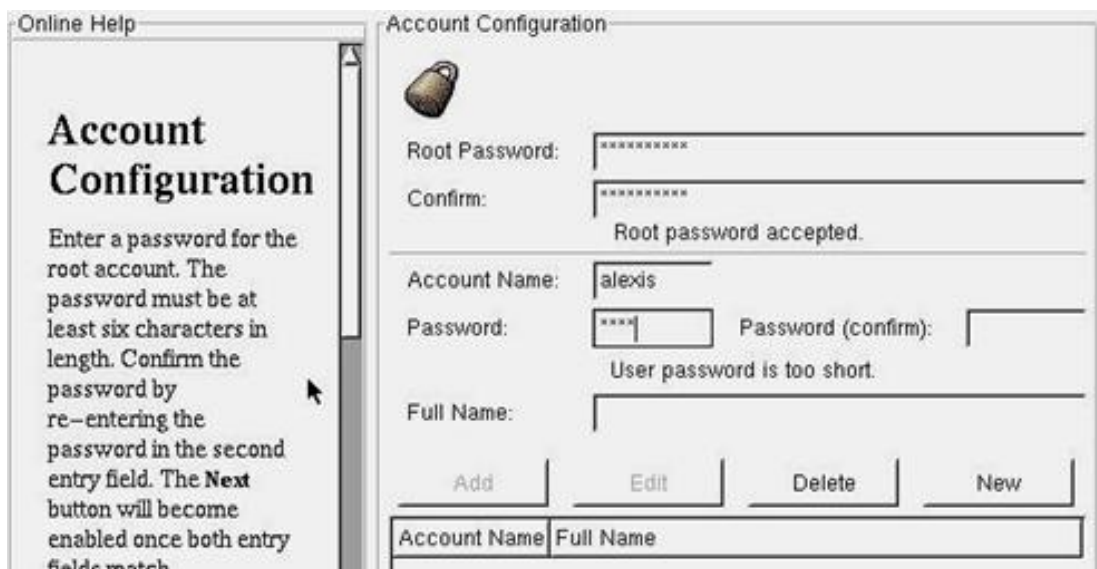 Online Help
Account
Configuration
Enter a password for the
root account. The
password must be at
least six characters in
length. Confirm the
password by
re–entering the
password in the second
entry field. The Next
button will become
enabled once both entry
fields match
Account Configuration
Root Password: **********
Confirm: **********
Root password accepted.
Account Name: alexis
Password: **** Password (confirm):
User password is too short.
Full Name:
Add Edit Delete New
Account Name Full Name